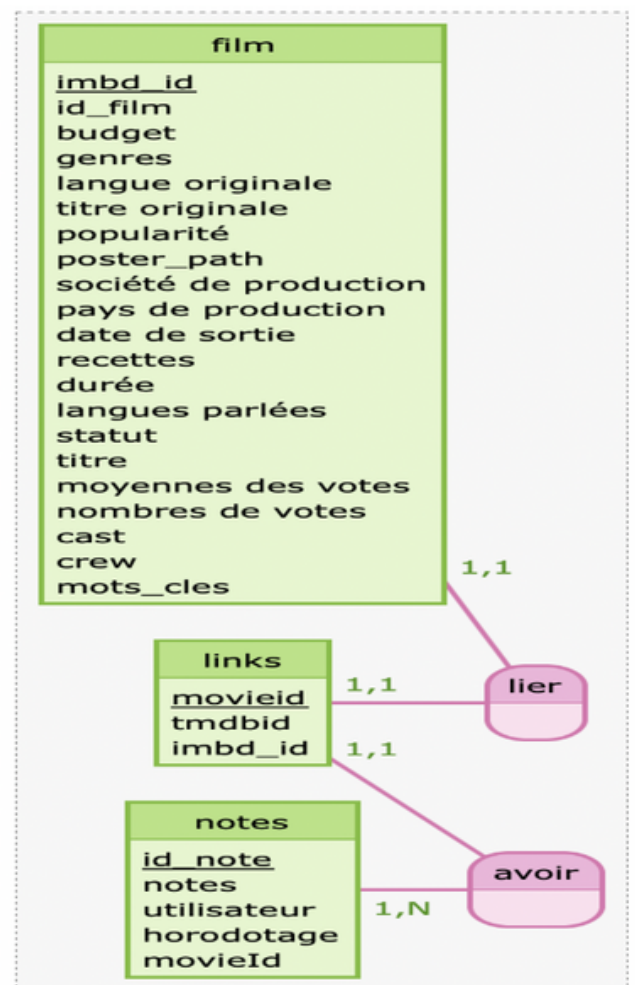 film
imbd_id
id_film
budget
genres
langue originale
titre originale
popularité
poster_path
société de production
pays de production
date de sortie
recettes
durée
langues parlées
statut
titre
moyennes des votes
nombres de votes
cast
crew
mots_cles
1,1
links
movieid
tmdbid
imbd_id
1,1
lier
1,1
notes
id_note
notes
utilisateur
horodotage
movieId
avoir
1,N